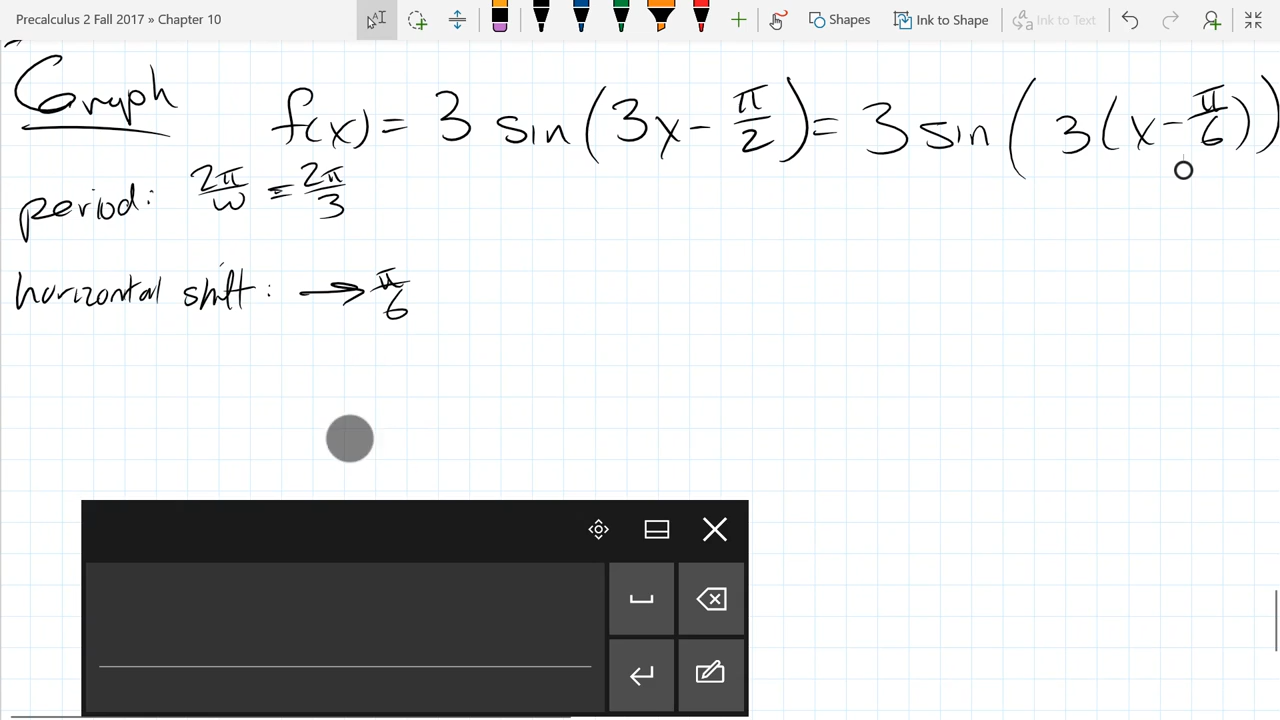 Precalculus 2 Fall 2017 » Chapter 10
Shapes
Ink to Shape
Ink to Text
Graph f(x) = 3 sin(3x - π/2) = 3 sin(3(x - π/6))
period: 2π/ω = 2π/3
horizontal shift: → π/6